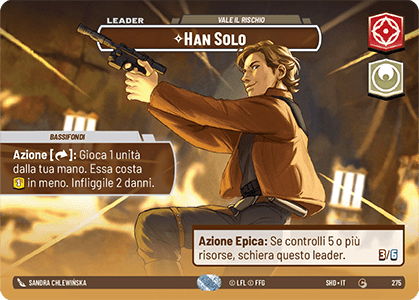 LEADER
VALE IL RISCHIO
HAN SOLO
BASSIFONDI
Azione [ ]: Gioca 1 unità
dalla tua mano. Essa costa
1 in meno. Infliggile 2 danni.
Azione Epica: Se controlli 5 o più
risorse, schiera questo leader.
3/6
SANDRA CHLEWIŃSKA
© LFL © FFG
SHD • IT
G
275